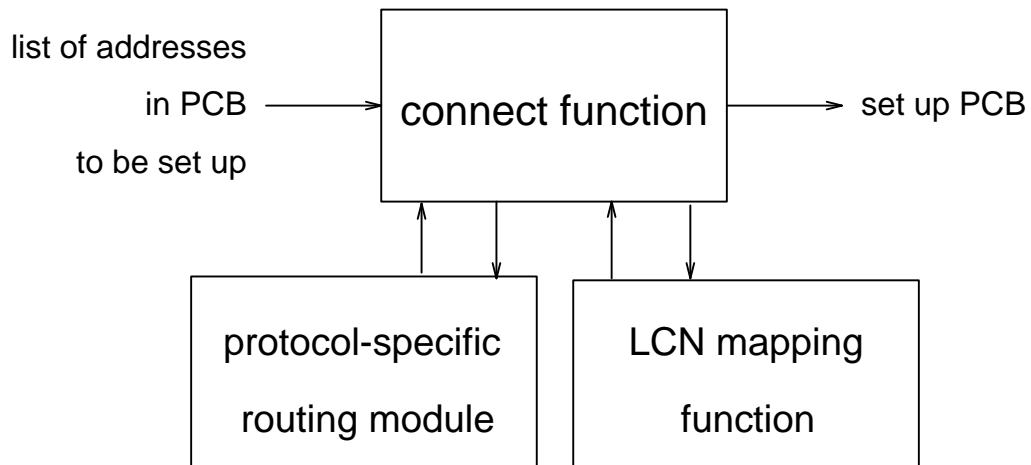 list of addresses
in PCB
to be set up
connect function
set up PCB
protocol-specific
routing module
LCN mapping
function